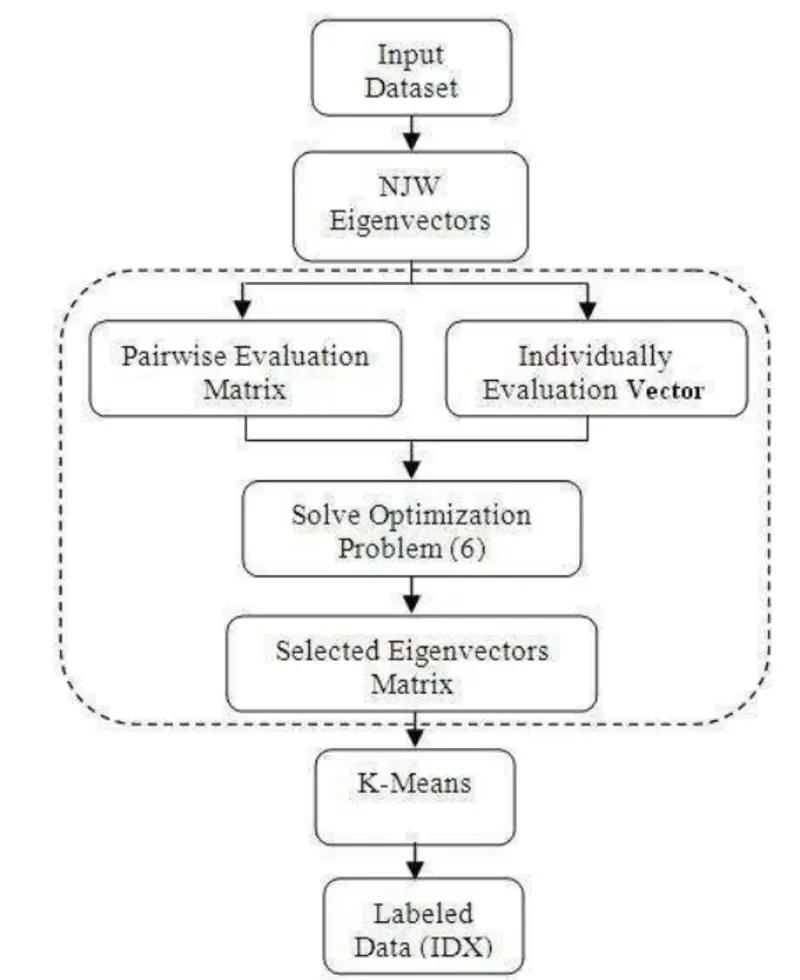 Input
Dataset
NJW
Eigenvectors
Pairwise Evaluation
Matrix
Individually
Evaluation Vector
Solve Optimization
Problem (6)
Selected Eigenvectors
Matrix
K-Means
Labeled
Data (IDX)